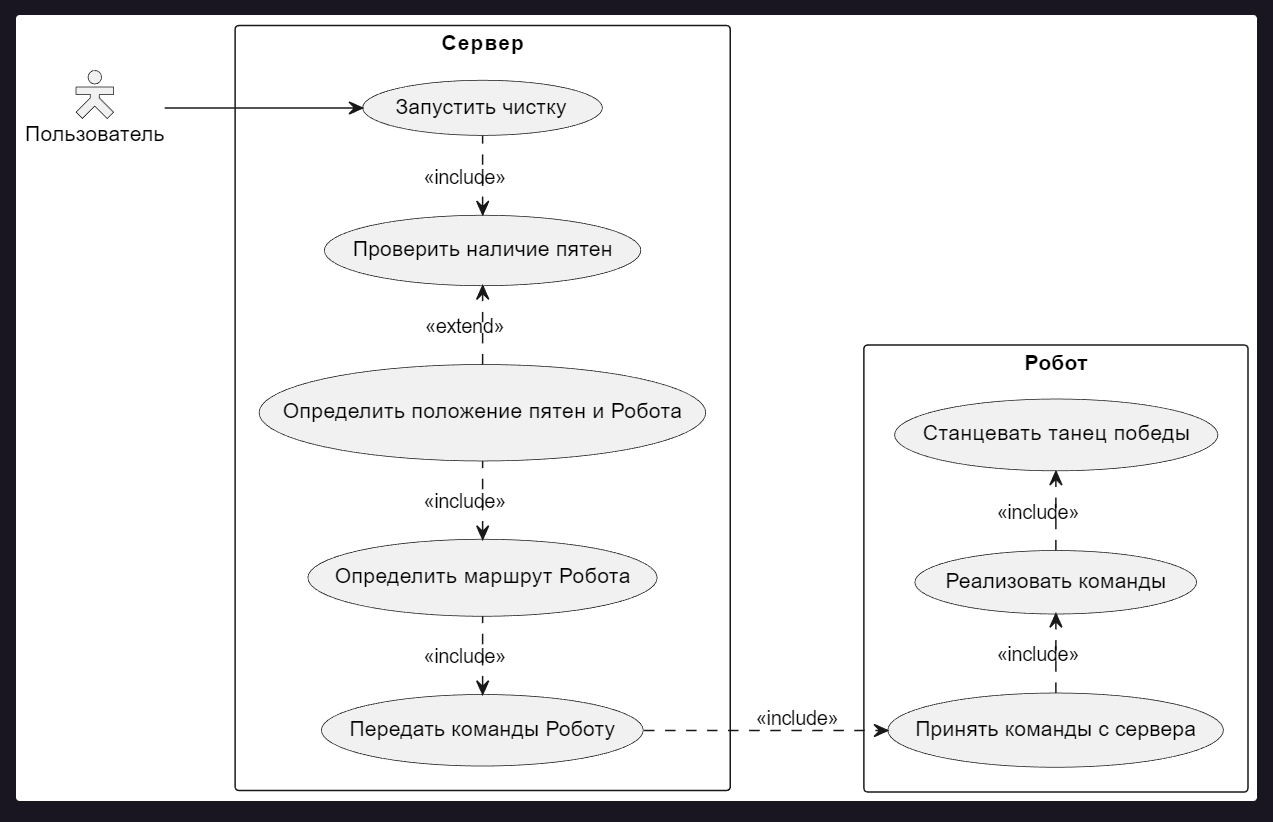 Сервер
Пользователь
Запустить чистку
«include»
Проверить наличие пятен
«extend»
Определить положение пятен и Робота
«include»
Определить маршрут Робота
«include»
Передать команды Роботу
«include»
Робот
Станцевать танец победы
«include»
Реализовать команды
«include»
Принять команды с сервера